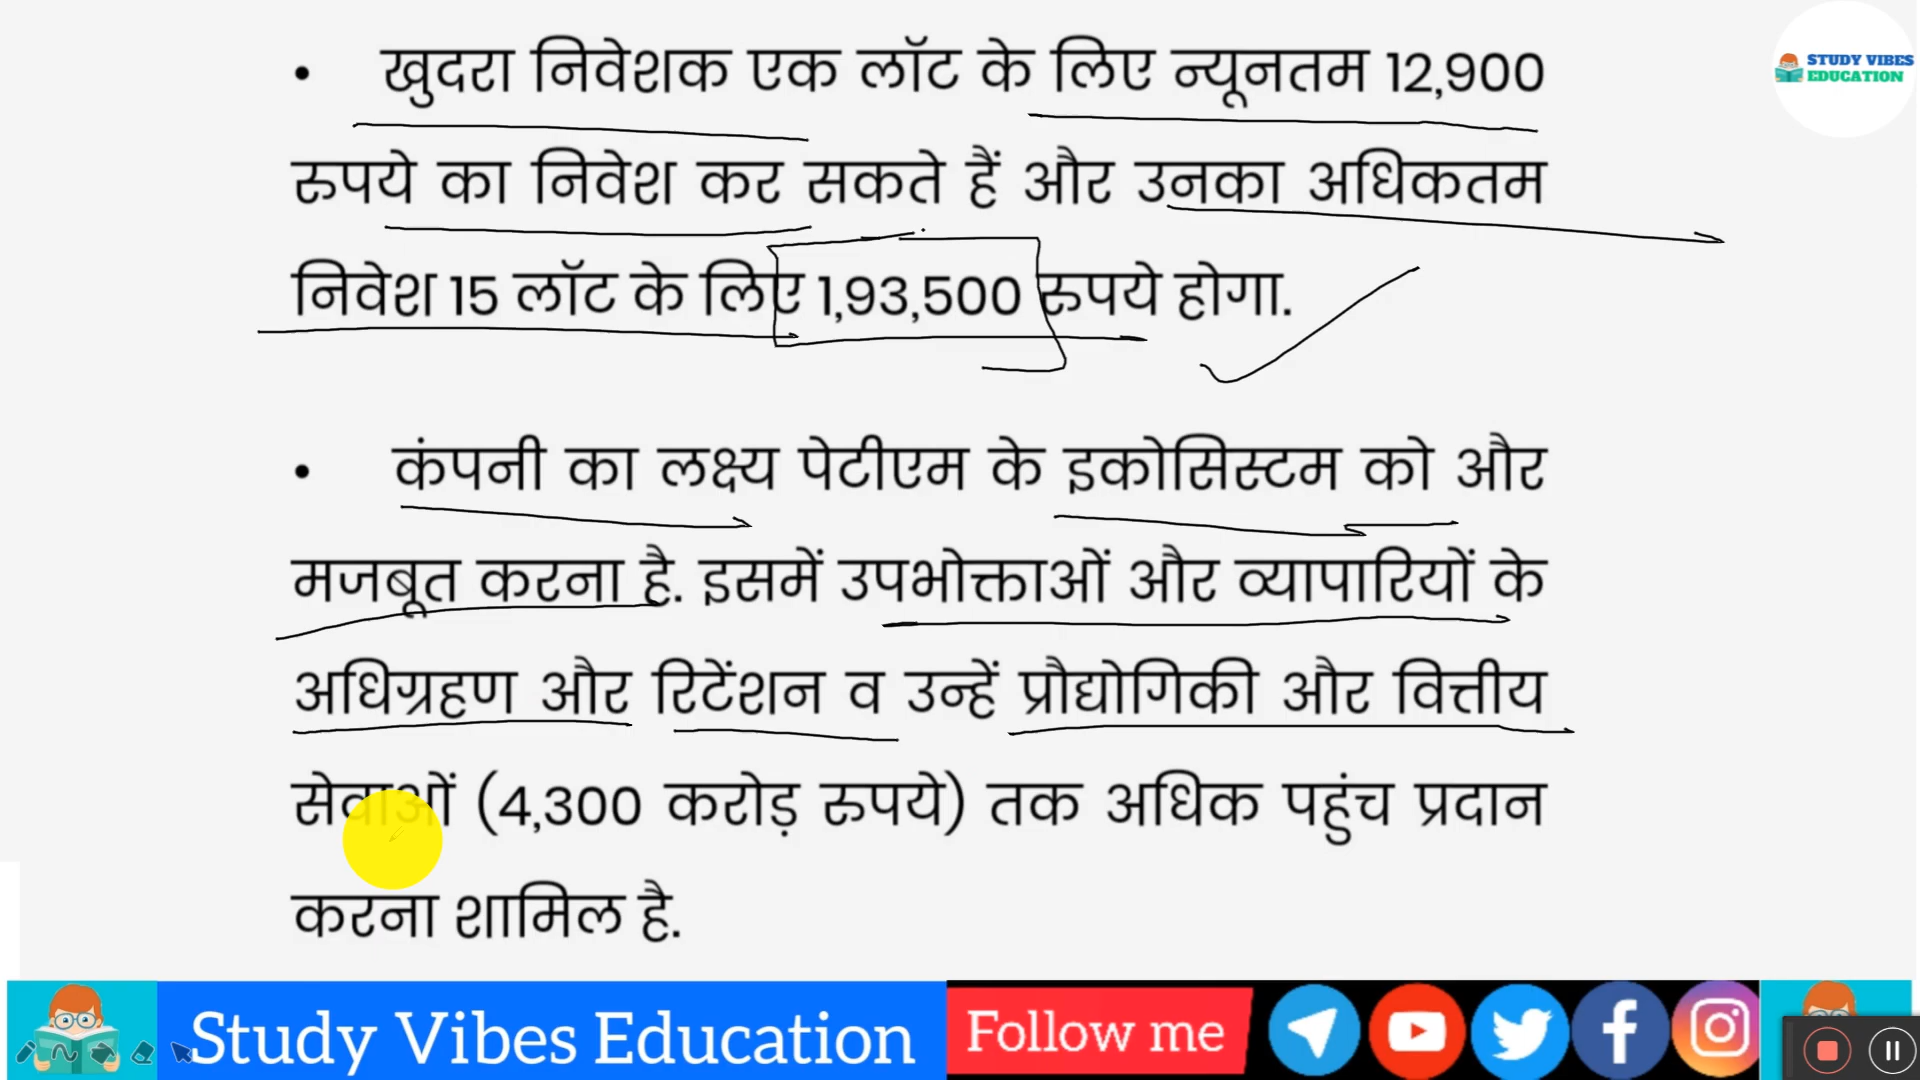 • खुदरा निवेशक एक लॉट के लिए न्यूनतम 12,900
रुपये का निवेश कर सकते हैं और उनका अधिकतम
निवेश 15 लॉट के लिए 1,93,500 रुपये होगा.
• कंपनी का लक्ष्य पेटीएम के इकोसिस्टम को और
मजबूत करना है. इसमें उपभोक्ताओं और व्यापारियों के
अधिग्रहण और रिटेंशन व उन्हें प्रौद्योगिकी और वित्तीय
सेवाओं (4,300 करोड़ रुपये) तक अधिक पहुंच प्रदान
करना शामिल है.
STUDY VIBES
EDUCATION
Study Vibes Education
Follow me